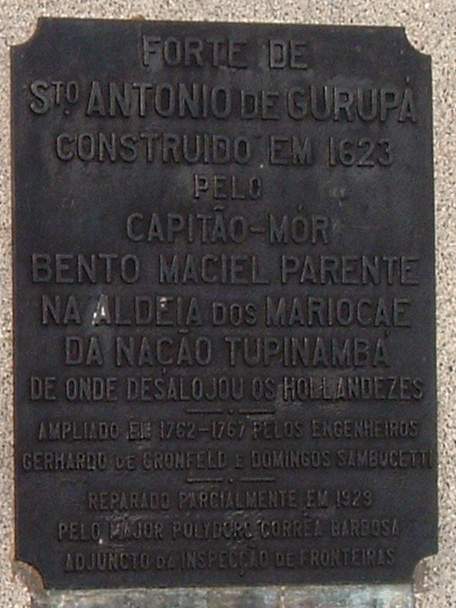 FORTE DE
STO ANTONIO DE GURUPÁ
CONSTRUIDO EM 1623
PELO
CAPITÃO-MÓR
BENTO MACIEL PARENTE
NA ALDEIA DOS MARIOCAE
DA NAÇÃO TUPINAMBÁ
DE ONDE DESALOJOU OS HOLLANDEZES
AMPLIADO EM 1762-1767 PELOS ENGENHEIROS
GERHARDO DE GRONFELD E DOMINGOS SAMBUCETTI
REPARADO PARCIALMENTE EM 1929
PELO MAJOR POLYDORO CORRÊA BARBOSA
ADJUNCTO DA INSPECÇÃO DE FRONTEIRAS